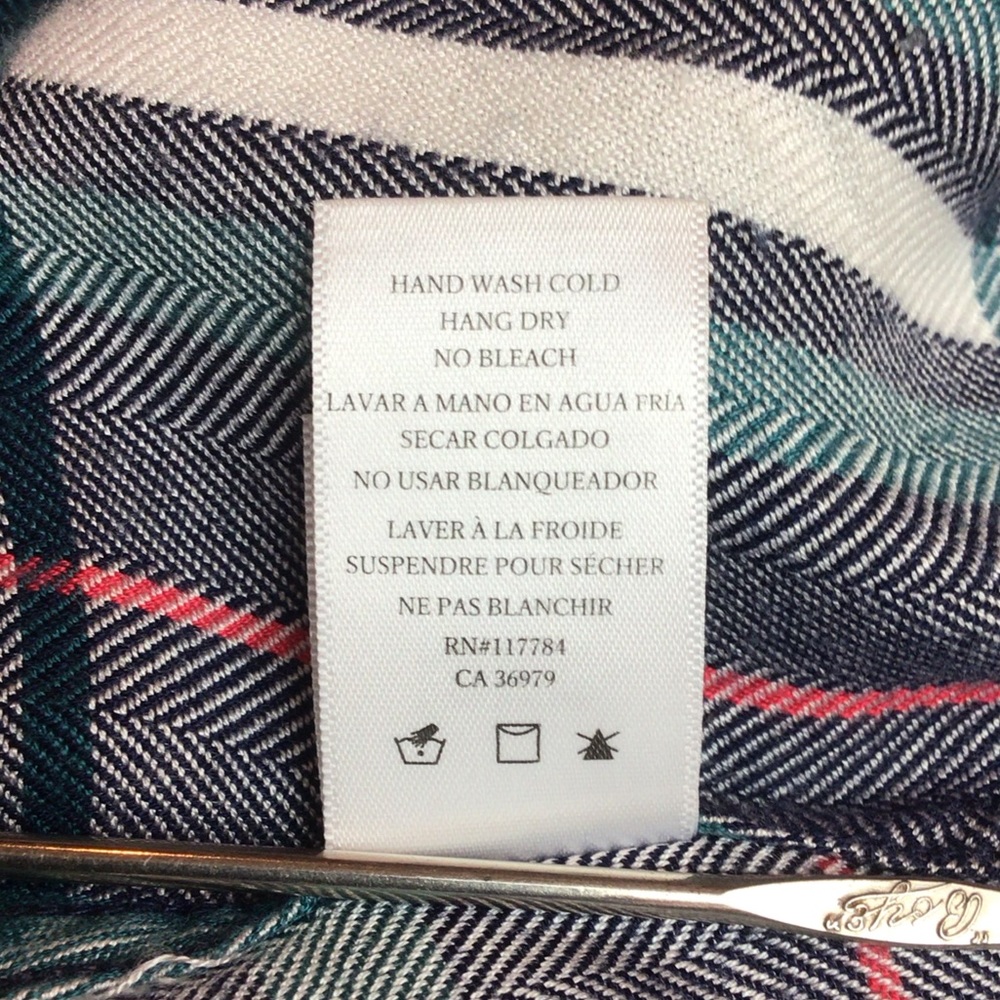 HAND WASH COLD
HANG DRY
NO BLEACH
LAVAR A MANO EN AGUA FRÍA
SECAR COLGADO
NO USAR BLANQUEADOR
LAVER À LA FROIDE
SUSPENDRE POUR SÉCHER
NE PAS BLANCHIR
RN#117784
CA 36979
"Boye"